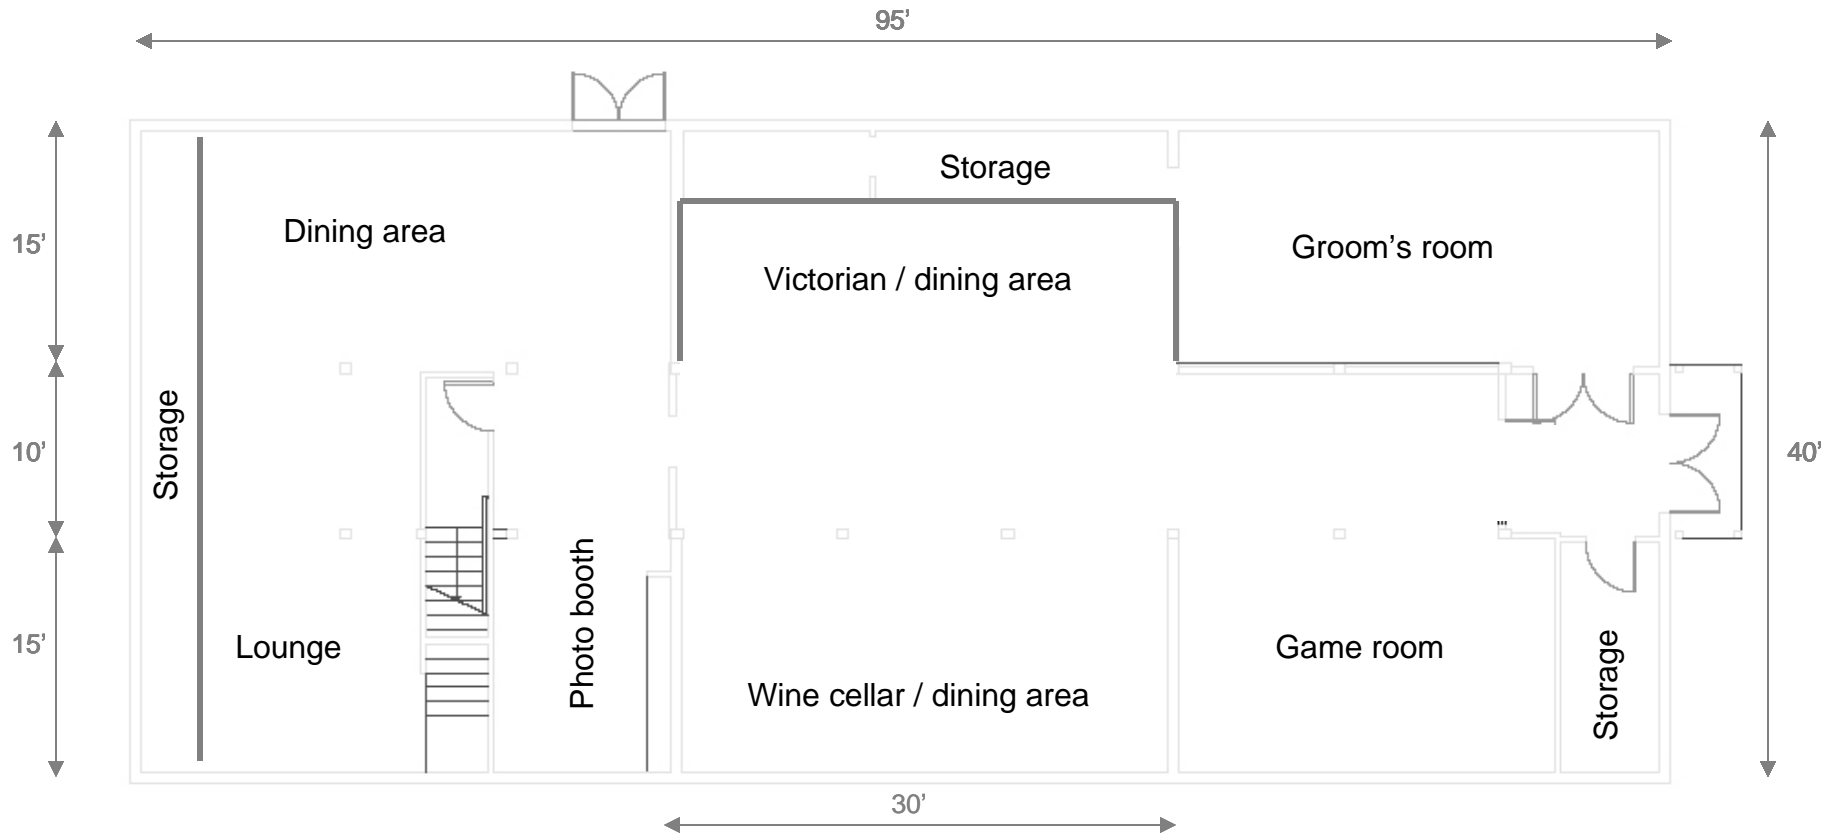 95’
Storage
15’
Dining area
Groom’s room
Victorian / dining area
Storage
10’
40’
Photo booth
15’
Lounge
Game room
Storage
Wine cellar / dining area
30’